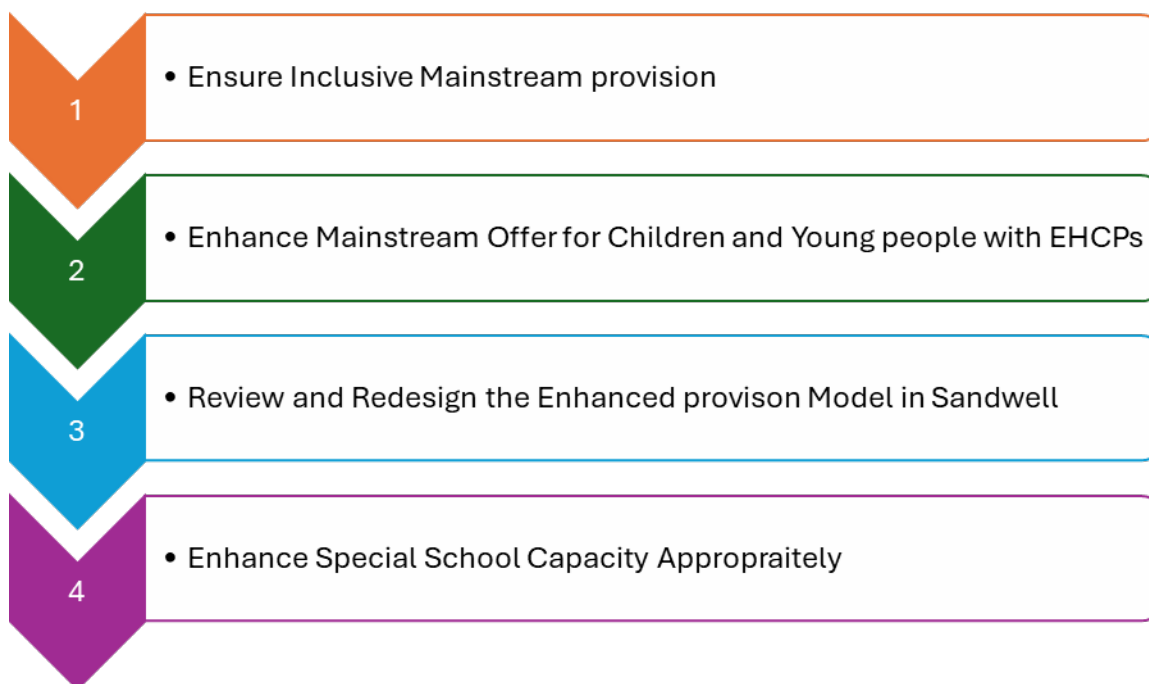 1
• Ensure Inclusive Mainstream provision
2
• Enhance Mainstream Offer for Children and Young people with EHCPs
3
• Review and Redesign the Enhanced provison Model in Sandwell
4
• Enhance Special School Capacity Appropraitely